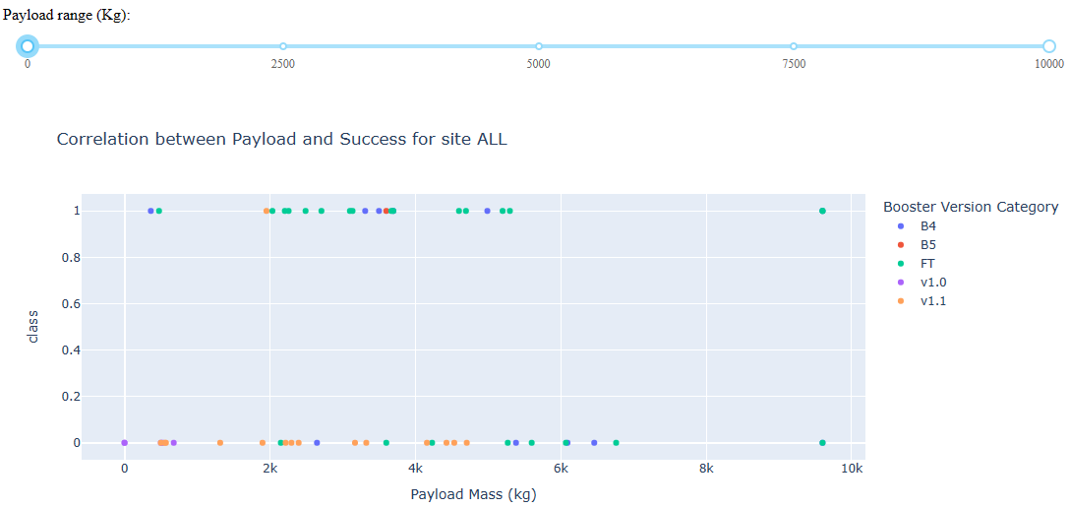 Payload range (Kg):
0 2500 5000 7500 10000
Correlation between Payload and Success for site ALL
Booster Version Category
B4
B5
FT
v1.0
v1.1
1
0.8
0.6
0.4
0.2
0
class
0 2k 4k 6k 8k 10k
Payload Mass (kg)